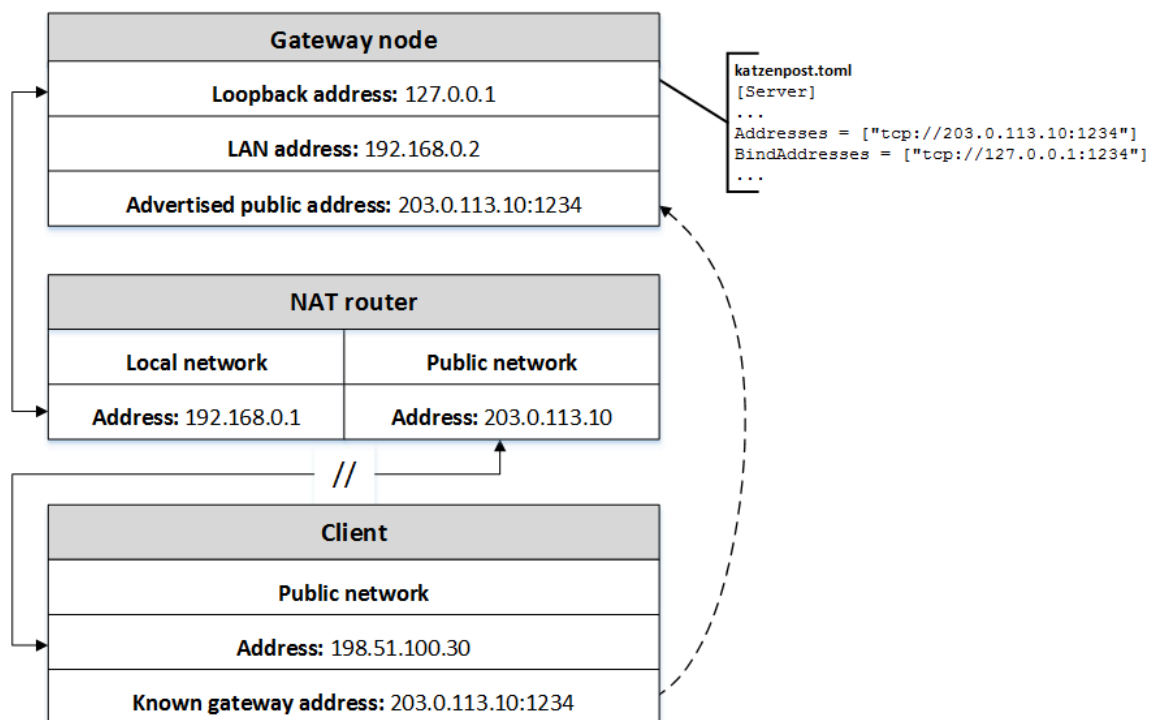 Gateway node
Loopback address: 127.0.0.1
LAN address: 192.168.0.2
Advertised public address: 203.0.113.10:1234
katzenpost.toml
[Server]
...
Addresses = ["tcp://203.0.113.10:1234"]
BindAddresses = ["tcp://127.0.0.1:1234"]
...
NAT router
Local network
Public network
Address: 192.168.0.1
Address: 203.0.113.10
//
Client
Public network
Address: 198.51.100.30
Known gateway address: 203.0.113.10:1234